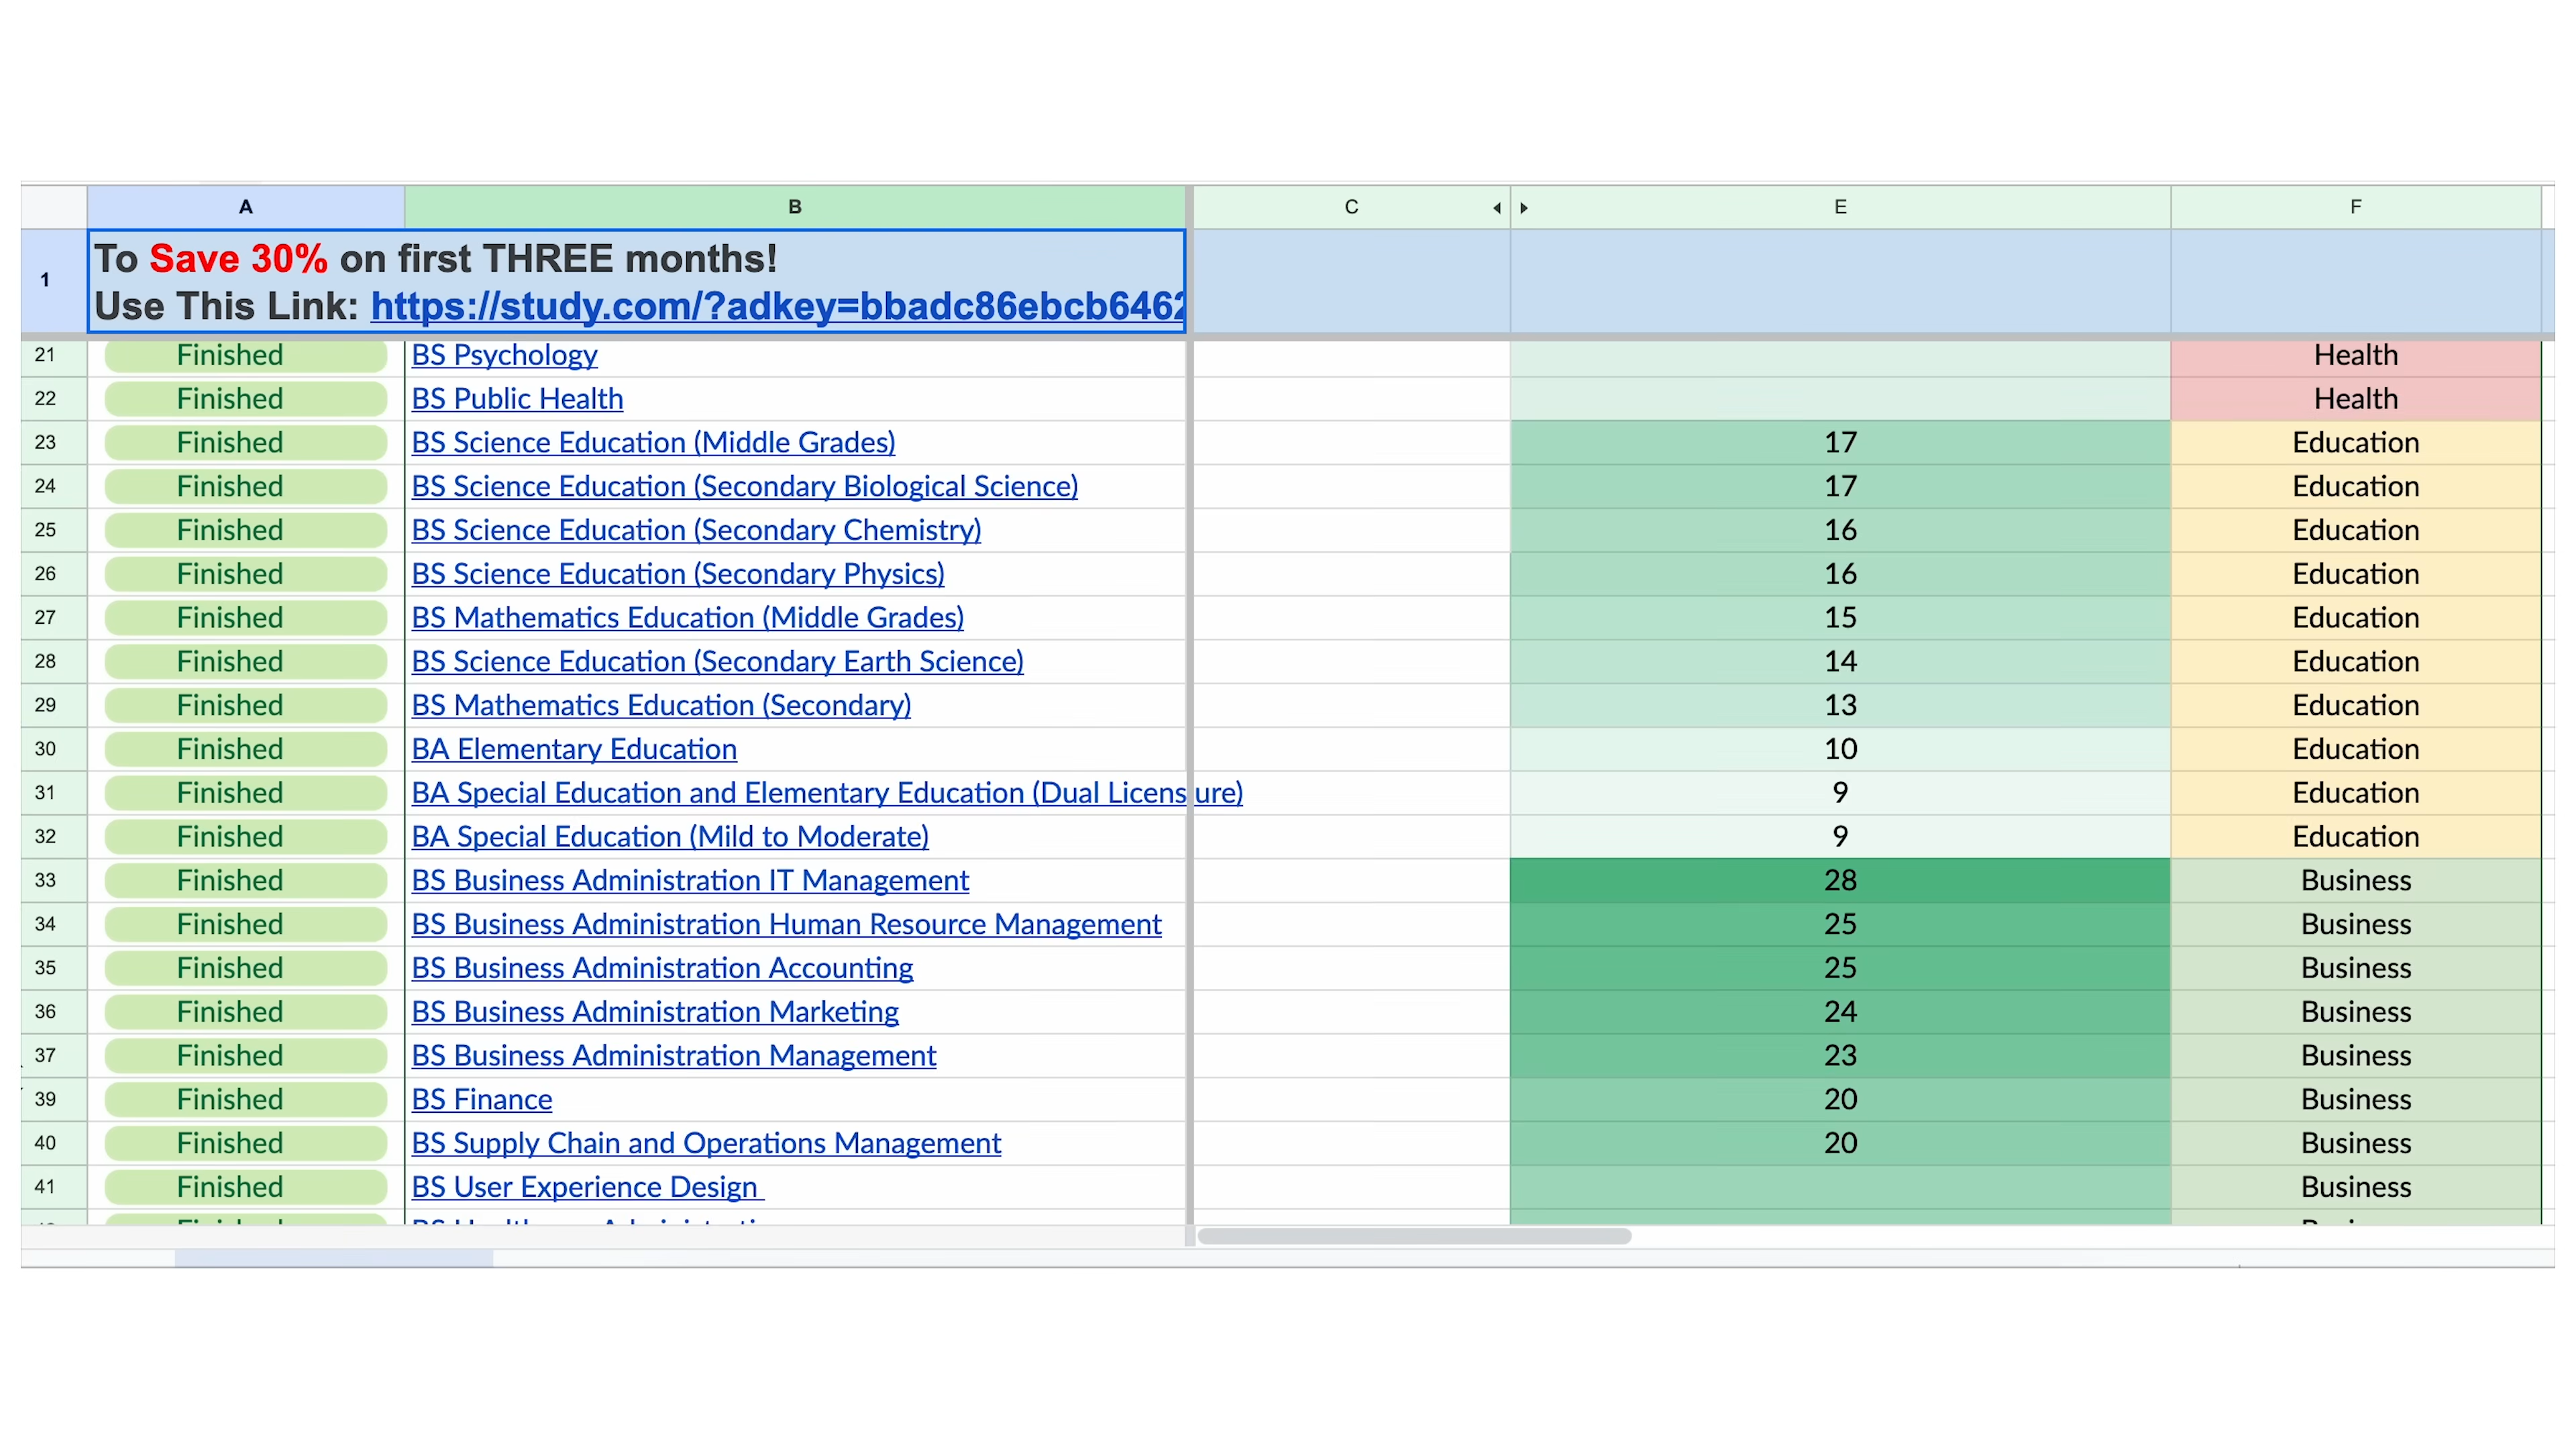 A B C E F
1 To Save 30% on first THREE months!
Use This Link: https://study.com/?adkey=bbadc86ebcb6462
21 Finished BS Psychology Health
22 Finished BS Public Health Health
23 Finished BS Science Education (Middle Grades) 17 Education
24 Finished BS Science Education (Secondary Biological Science) 17 Education
25 Finished BS Science Education (Secondary Chemistry) 16 Education
26 Finished BS Science Education (Secondary Physics) 16 Education
27 Finished BS Mathematics Education (Middle Grades) 15 Education
28 Finished BS Science Education (Secondary Earth Science) 14 Education
29 Finished BS Mathematics Education (Secondary) 13 Education
30 Finished BA Elementary Education 10 Education
31 Finished BA Special Education and Elementary Education (Dual Licensure) 9 Education
32 Finished BA Special Education (Mild to Moderate) 9 Education
33 Finished BS Business Administration IT Management 28 Business
34 Finished BS Business Administration Human Resource Management 25 Business
35 Finished BS Business Administration Accounting 25 Business
36 Finished BS Business Administration Marketing 24 Business
37 Finished BS Business Administration Management 23 Business
39 Finished BS Finance 20 Business
40 Finished BS Supply Chain and Operations Management 20 Business
41 Finished BS User Experience Design Business